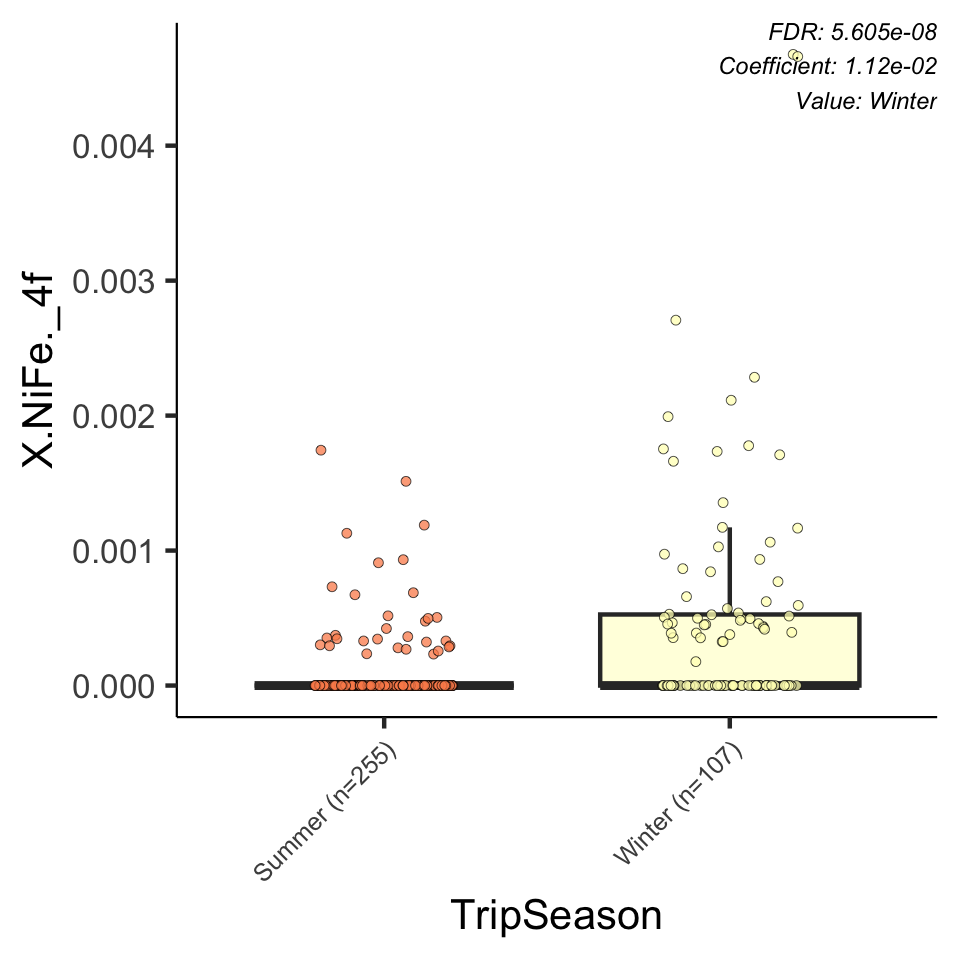 FDR: 5.605e-08
Coefficient: 1.12e-02
Value: Winter
0.004
0.003
0.002
0.001
0.000
X.NiFe._4f
Summer (n=255)
Winter (n=107)
TripSeason